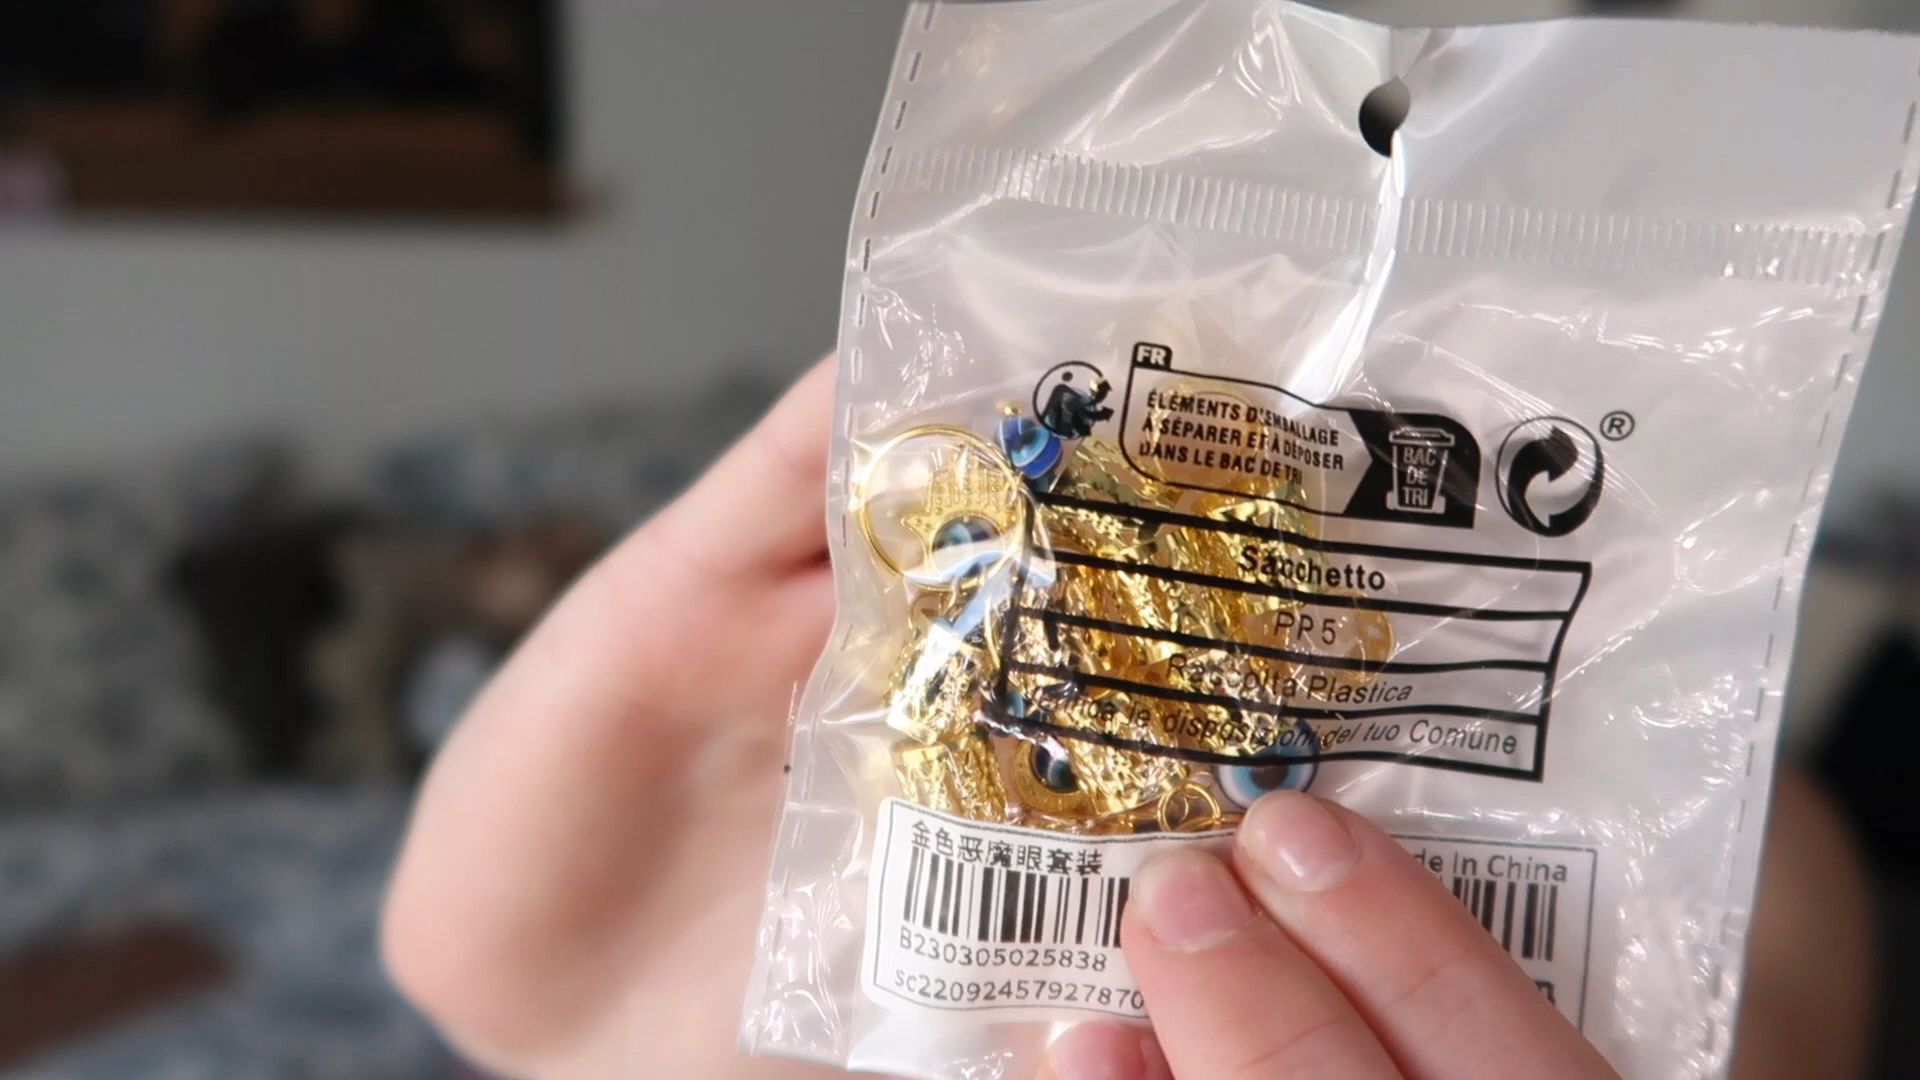 FR
ÉLÉMENTS D'EMBALLAGE
À SÉPARER ET À DÉPOSER
DANS LE BAC DE TRI
BAC
DE
TRI
®
Sacchetto
PP 5
Raccolta Plastica
le disposizioni del tuo Comune
金色恶魔眼套装
In China
B230305025838
sc22092457927870